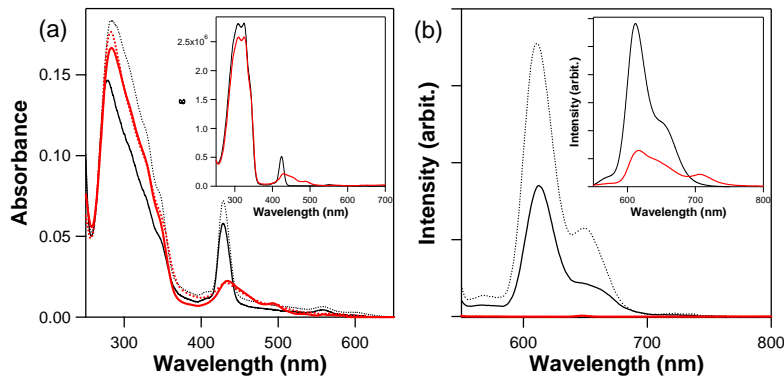 (a)
Absorbance
0.15
0.10
0.05
0.00
300
400
500
600
Wavelength (nm)
ε
2.5x10⁶
2.0
1.5
1.0
0.5
0.0
300
400
500
600
700
Wavelength (nm)
(b)
Intensity (arbit.)
600
700
800
Wavelength (nm)
Intensity (arbit.)
600
700
800
Wavelength (nm)